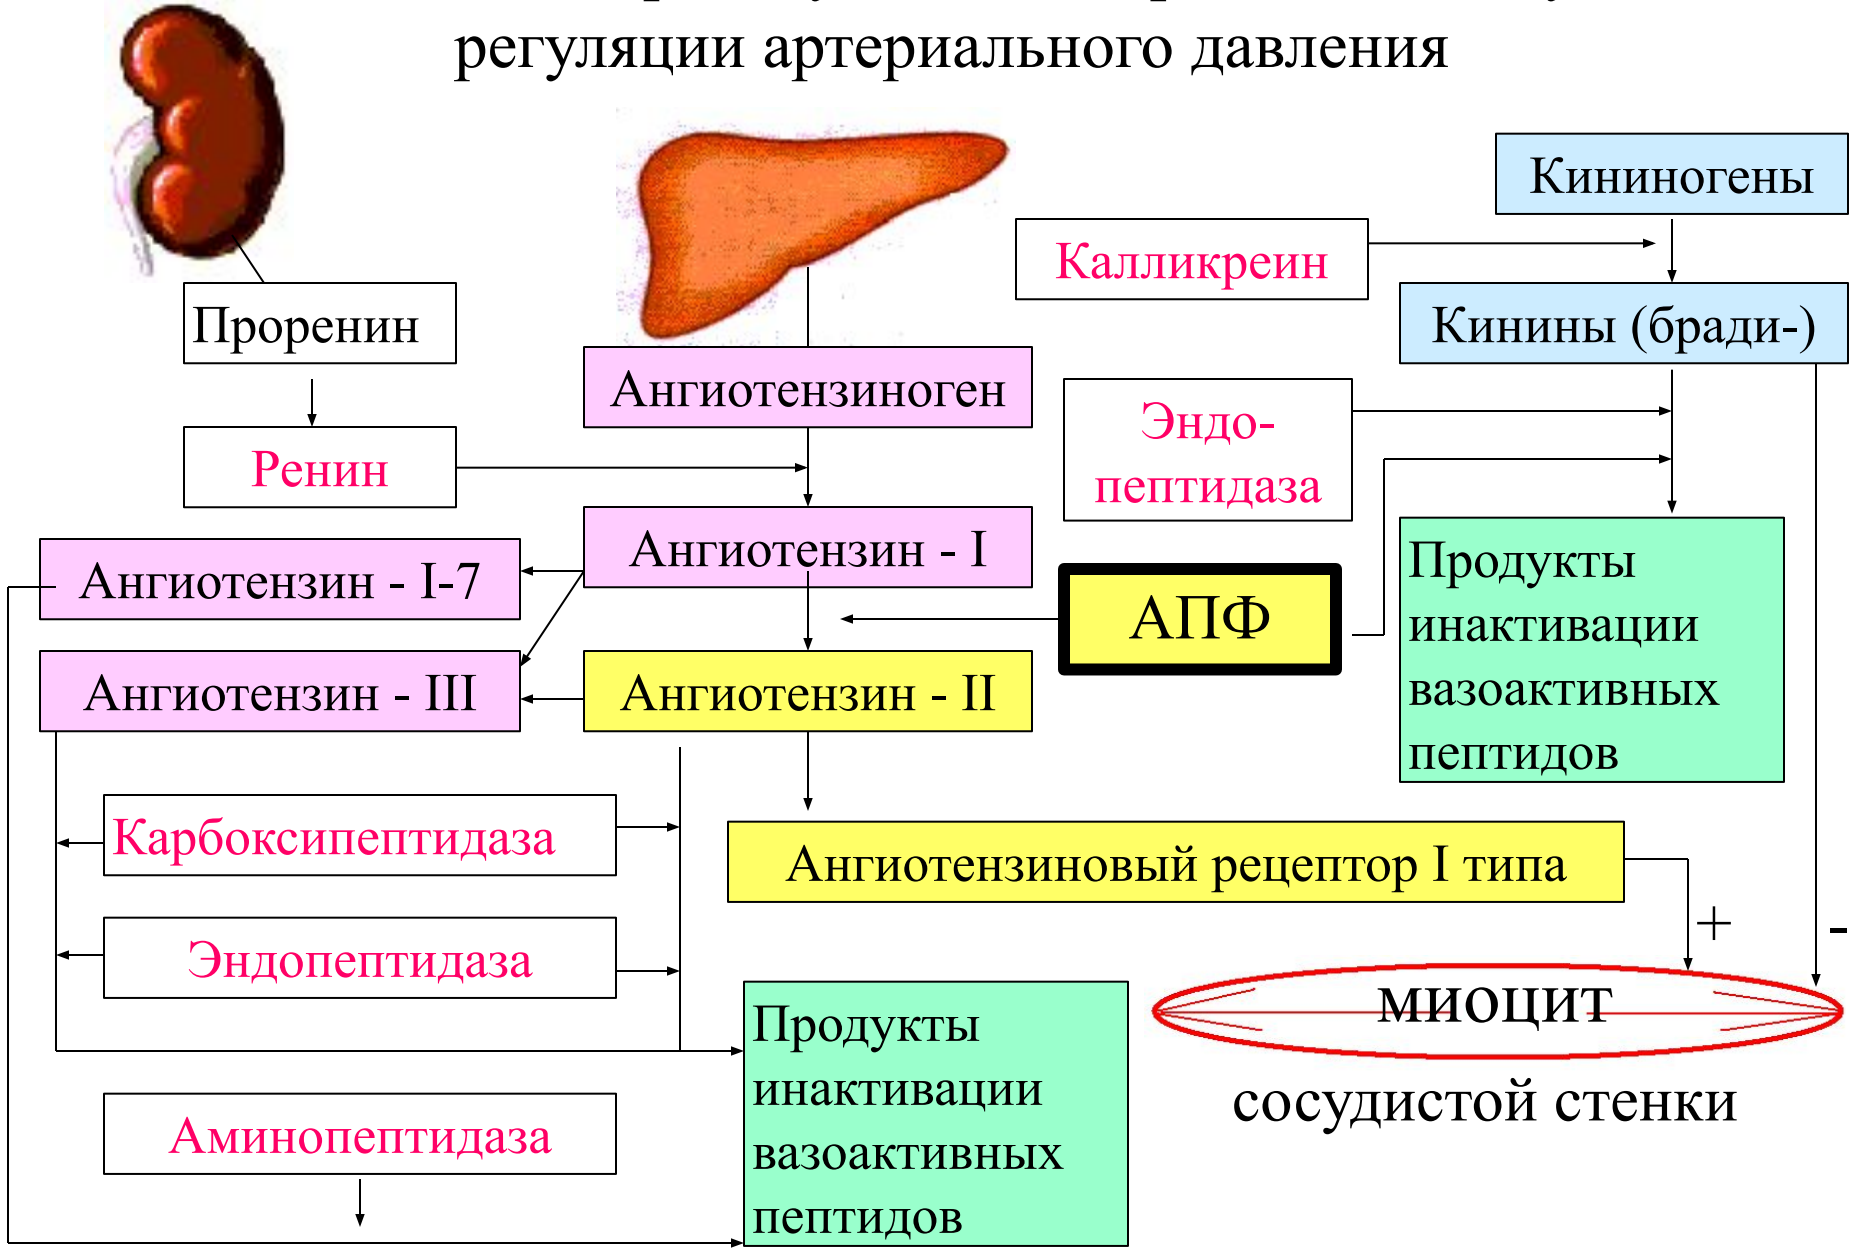 регуляции артериального давления
Кининогены
Калликреин
Проренин
Кинины (бради-)
Ангиотензиноген
Эндо-
пептидаза
Ренин
Ангиотензин - I
Ангиотензин - I-7
АПФ
Продукты
инактивации
вазоактивных
пептидов
Ангиотензин - III
Ангиотензин - II
Карбоксипептидаза
Ангиотензиновый рецептор I типа
+
-
Эндопептидаза
миоцит
сосудистой стенки
Продукты
инактивации
вазоактивных
пептидов
Аминопептидаза